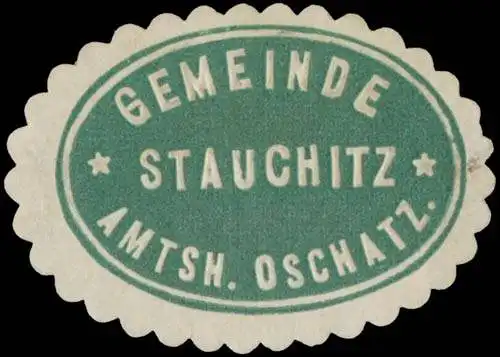 GEMEINDE
STAUCHITZ
AMTSH. OSCHATZ.